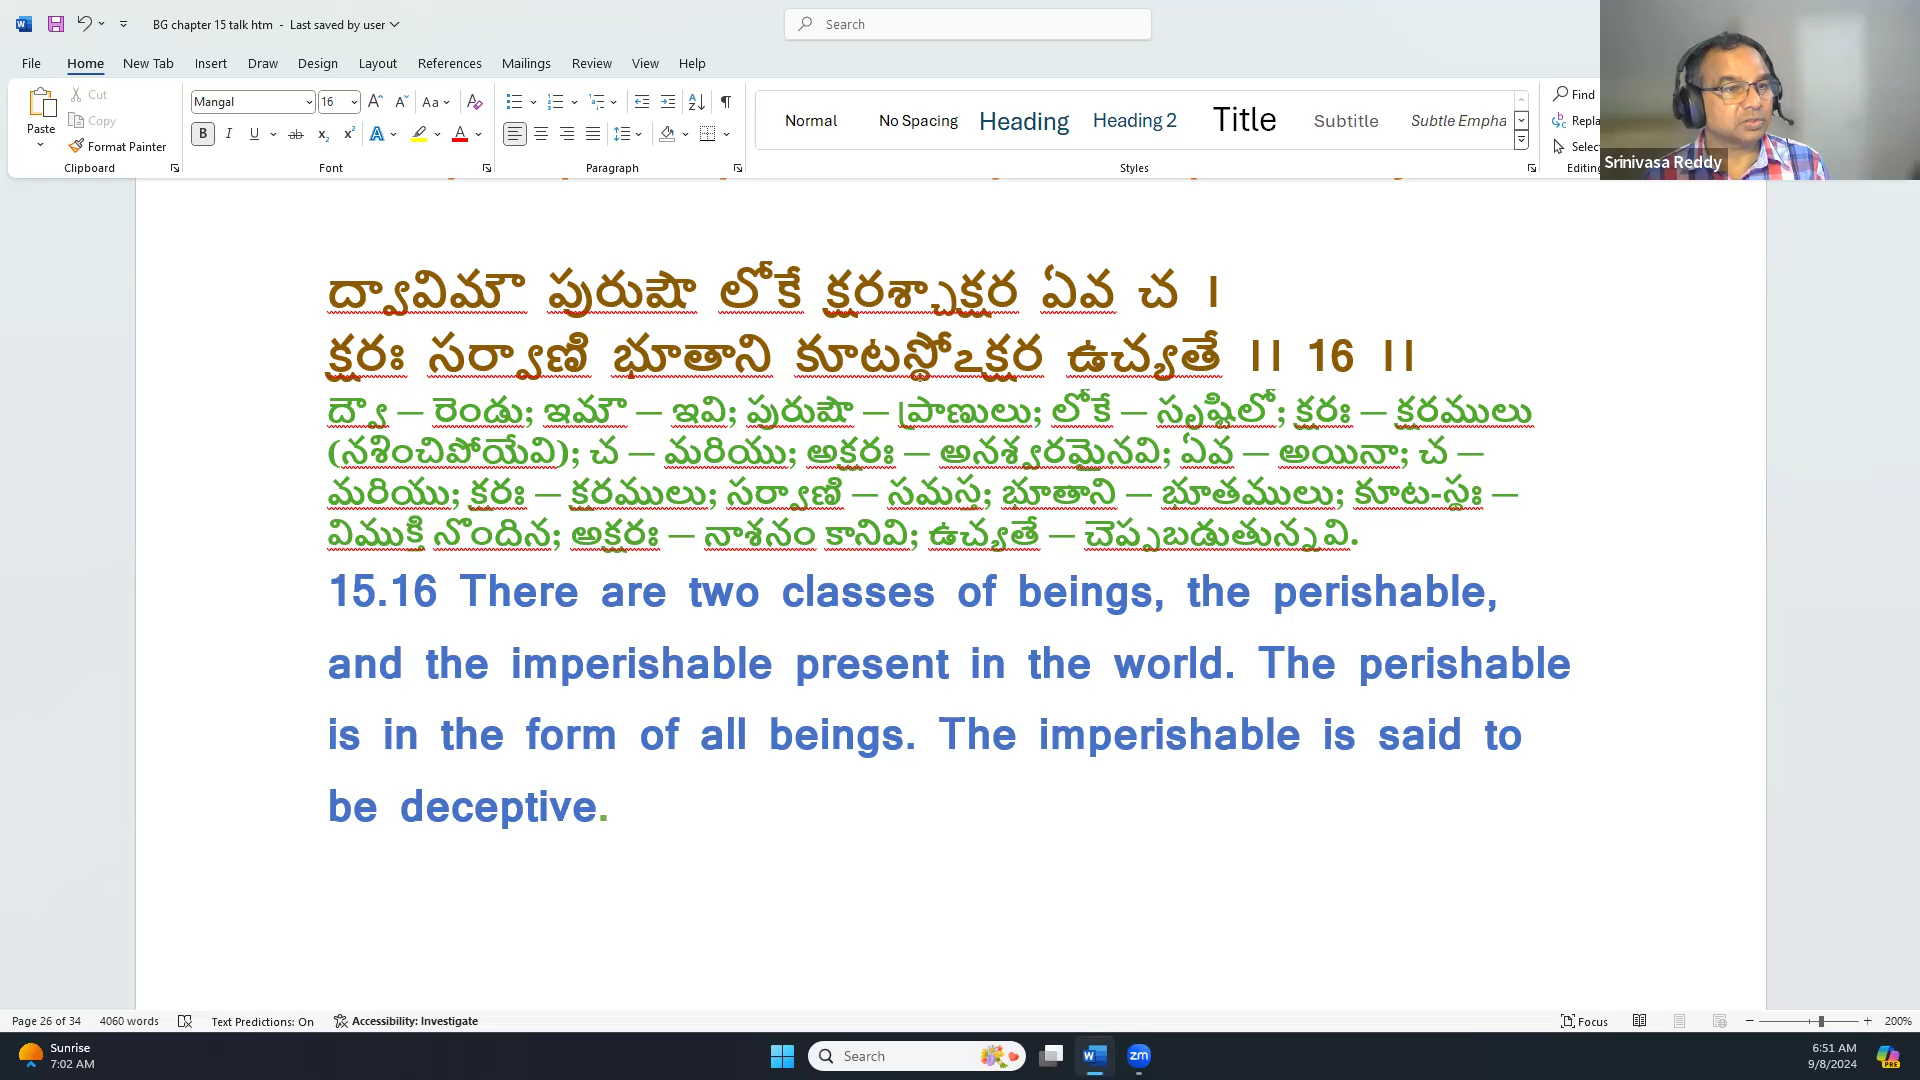 BG chapter 15 talk htm - Last saved by user
Search
Srinivasa Reddy
File Home New Tab Insert Draw Design Layout References Mailings Review View Help
Paste Cut Copy Format Painter Clipboard
Mangal 16 Font
Paragraph
Normal No Spacing Heading Heading 2 Title Subtitle Subtle Empha Styles
Find Repla Selec Editing
ద్వావిమౌ పురుషౌ లోకే క్షరశ్చాక్షర ఏవ చ ।
క్షరః సర్వాణి భూతాని కూటస్థోఽక్షర ఉచ్యతే ।। 16 ।।
ద్వౌ — రెండు; ఇమౌ — ఇవి; పురుషౌ — ప్రాణులు; లోకే — సృష్టిలో; క్షరః — క్షరములు
(నశించిపోయేవి); చ — మరియు; అక్షరః — అనశ్వరమైనవి; ఏవ — అయినా; చ —
మరియు; క్షరః — క్షరములు; సర్వాణి — సమస్త; భూతాని — భూతములు; కూట-స్థః —
విముక్తి నొందిన; అక్షరః — నాశనం కానివి; ఉచ్యతే — చెప్పబడుతున్నవి.
15.16 There are two classes of beings, the perishable,
and the imperishable present in the world. The perishable
is in the form of all beings. The imperishable is said to
be deceptive.
Page 26 of 34 4060 words Text Predictions: On Accessibility: Investigate Focus 200%
Sunrise
7:02 AM
Search
zm
6:51 AM
9/8/2024
PRE